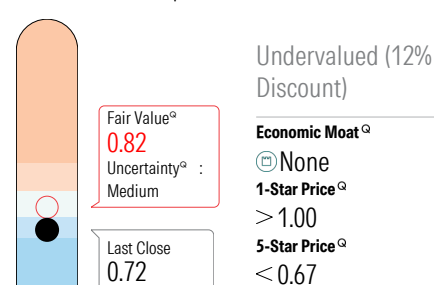 Fair Value Q
0.82
Uncertainty Q :
Medium
Last Close
0.72
Undervalued (12%
Discount)
Economic Moat Q
None
1-Star Price Q
>1.00
5-Star Price Q
<0.67